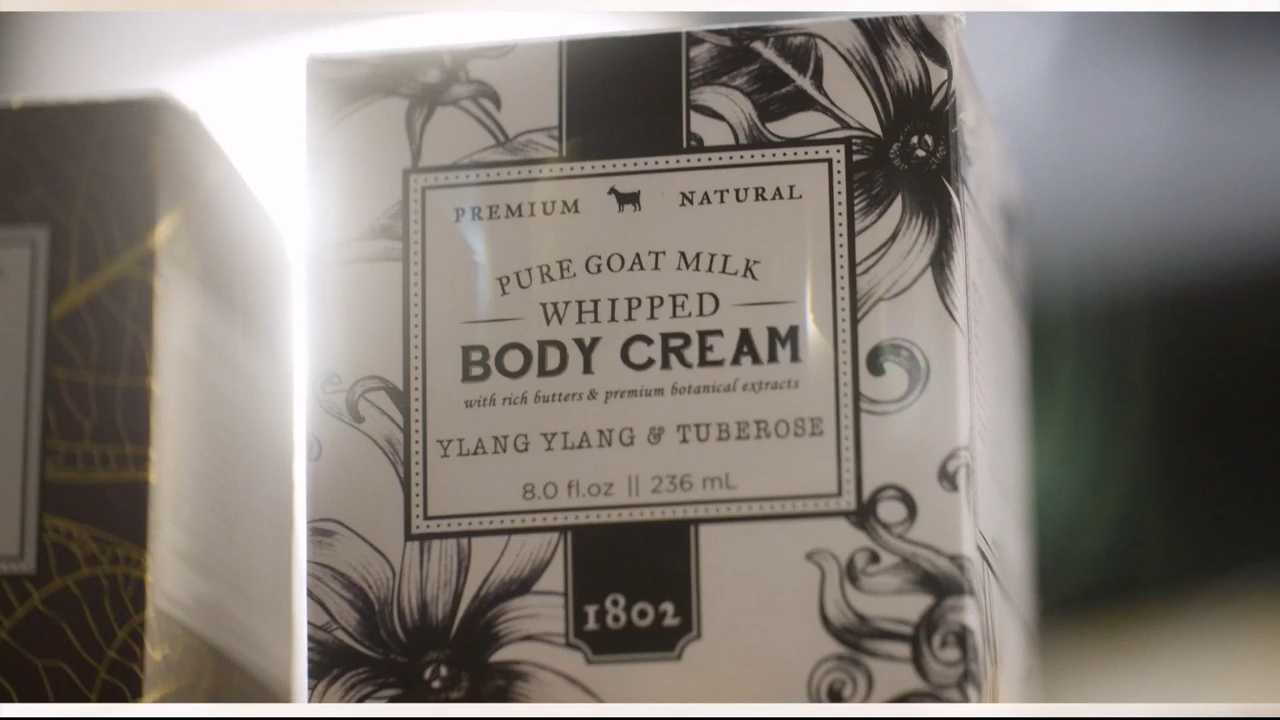 PREMIUM NATURAL
PURE GOAT MILK
WHIPPED
BODY CREAM
with rich butters & premium botanical extracts
YLANG YLANG & TUBEROSE
8.0 fl.oz || 236 mL
1802